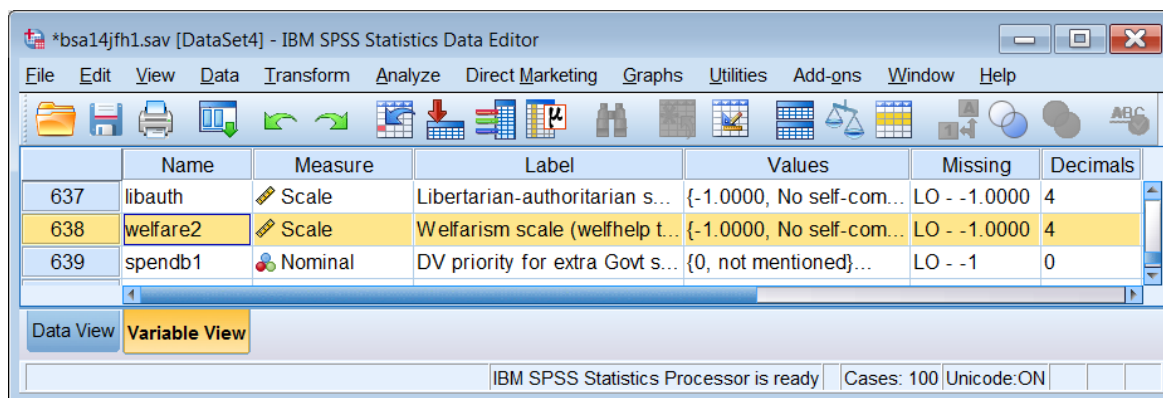 *bsa14jfh1.sav [DataSet4] - IBM SPSS Statistics Data Editor
File Edit View Data Transform Analyze Direct Marketing Graphs Utilities Add-ons Window Help
A
1 ABC
μ
Name Measure Label Values Missing Decimals
637 libauth Scale Libertarian-authoritarian s... {-1.0000, No self-com... LO - -1.0000 4
638 welfare2 Scale Welfarism scale (welfhelp t... {-1.0000, No self-com... LO - -1.0000 4
639 spendb1 Nominal DV priority for extra Govt s... {0, not mentioned}... LO - -1 0
Data View Variable View
IBM SPSS Statistics Processor is ready Cases: 100 Unicode:ON